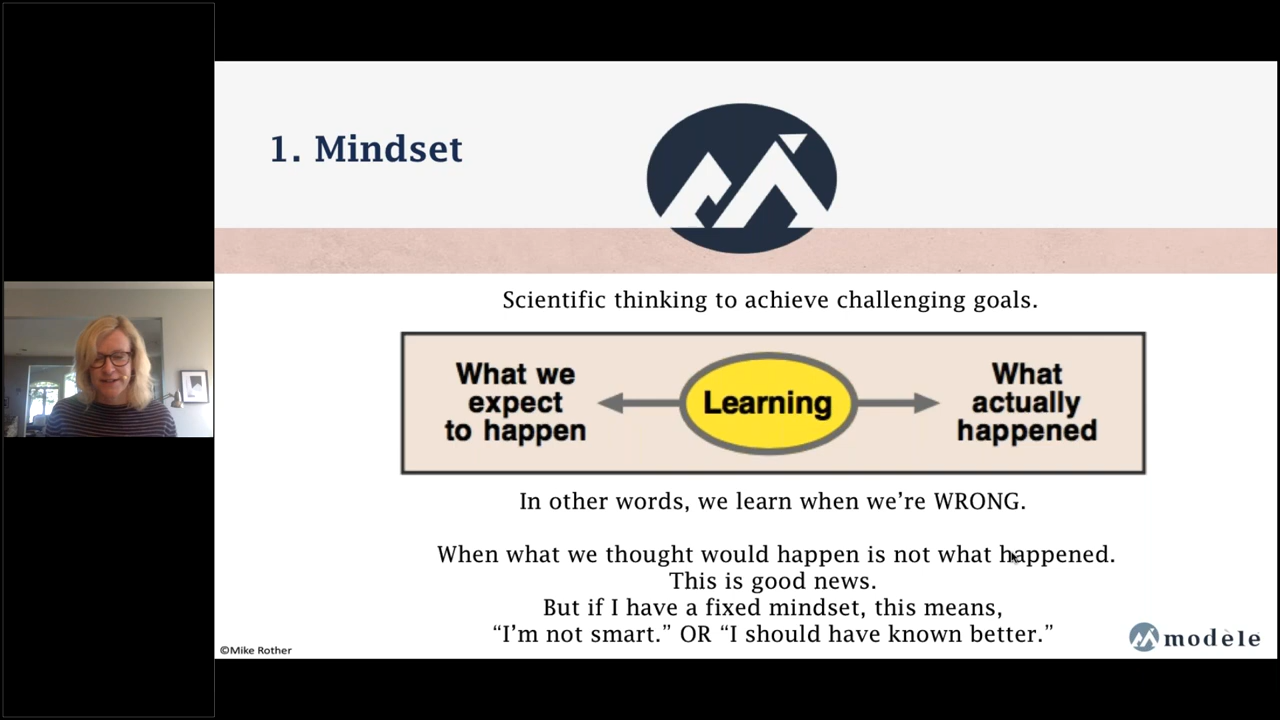 1. Mindset
Scientific thinking to achieve challenging goals.
What we
expect
to happen
Learning
What
actually
happened
In other words, we learn when we’re WRONG.
When what we thought would happen is not what happened.
This is good news.
But if I have a fixed mindset, this means,
“I’m not smart.” OR “I should have known better.”
©Mike Rother
modèle